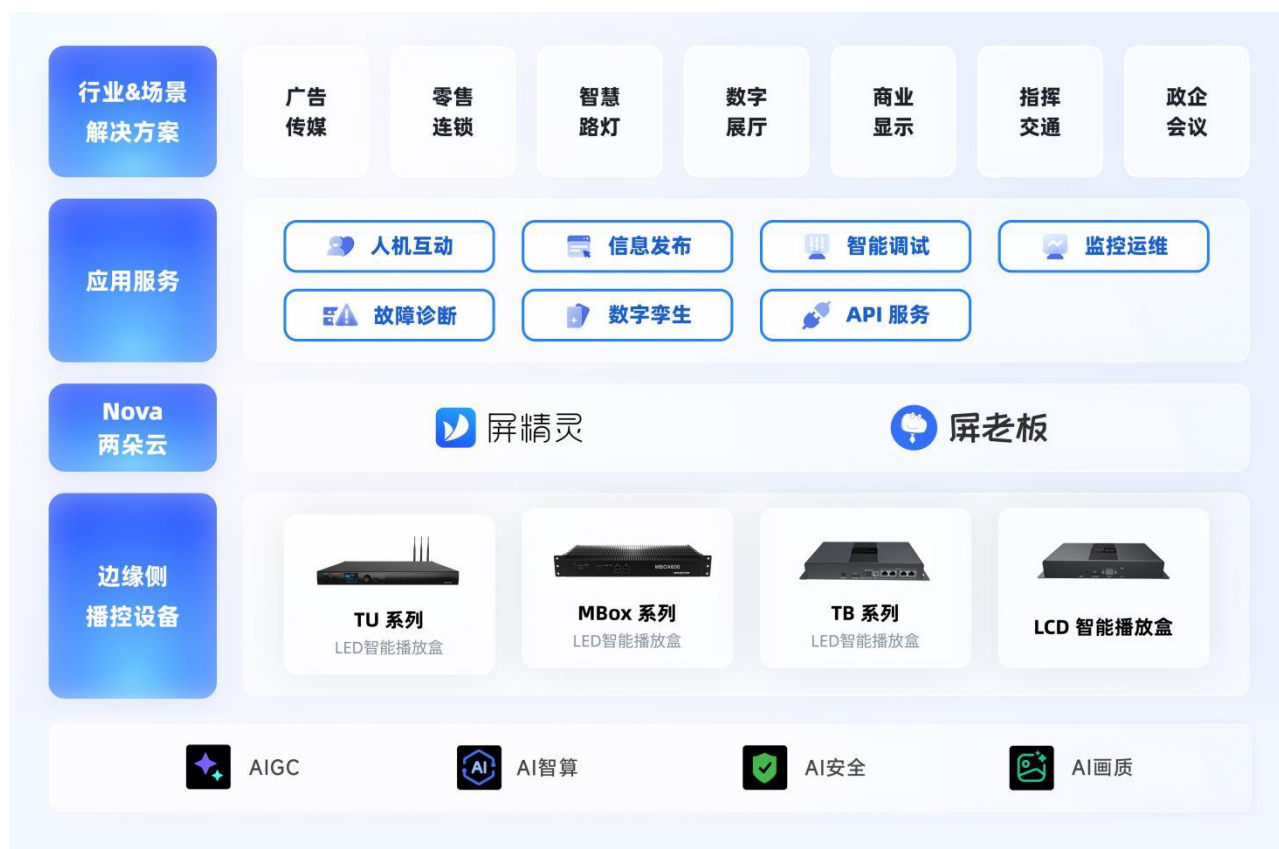 行业&场景
解决方案
广告
传媒
零售
连锁
智慧
路灯
数字
展厅
商业
显示
指挥
交通
政企
会议
应用服务
人机互动
信息发布
智能调试
监控运维
故障诊断
数字孪生
API 服务
Nova
两朵云
屏精灵
屏老板
边缘侧
播控设备
TU 系列
LED智能播放盒
MBOX600
MBox 系列
LED智能播放盒
TB 系列
LED智能播放盒
LCD 智能播放盒
AIGC
AI
AI智算
AI安全
AI画质